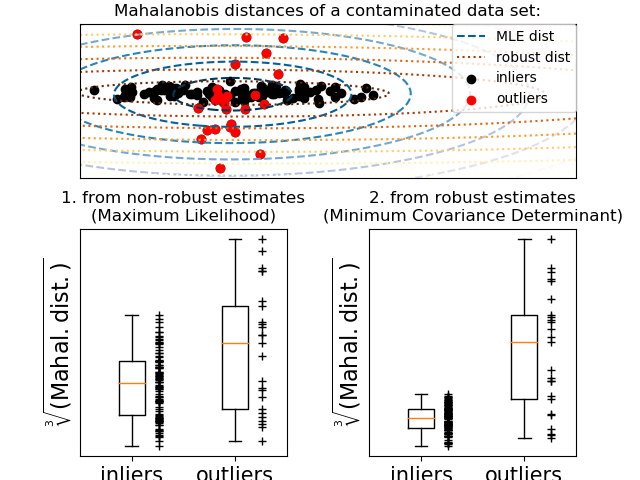 Mahalanobis distances of a contaminated data set:
MLE dist
robust dist
inliers
outliers
1. from non-robust estimates
(Maximum Likelihood)
∛(Mahal. dist. )
inliers
outliers
2. from robust estimates
(Minimum Covariance Determinant)
∛(Mahal. dist. )
inliers
outliers